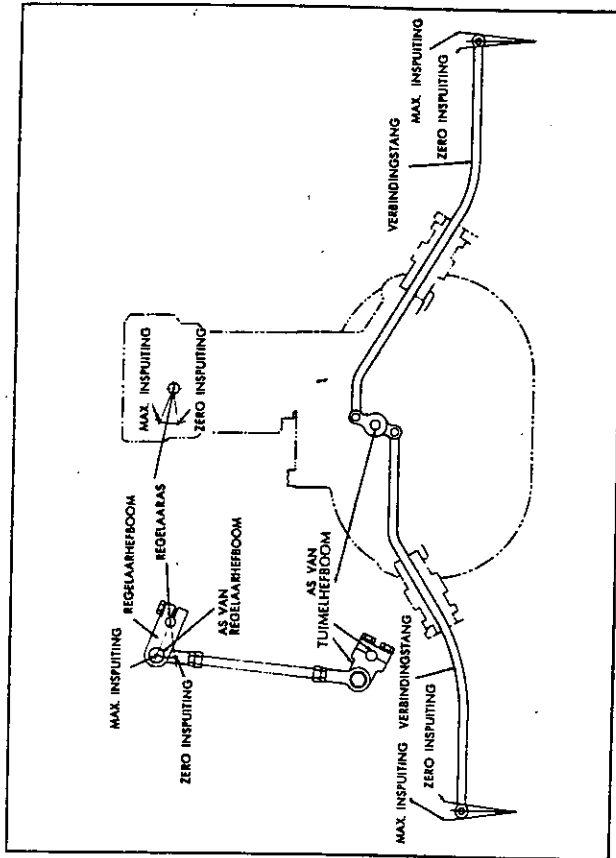 MAX. INSPUITING
REGELAARHEFBOOM
REGELAARAS
MAX. INSPUITING
ZERO INSPUITING
ZERO INSPUITING
AS VAN
REGELAARHEFBOOM
AS VAN
TUIMELHEFBOOM
VERBINDINGSTANG
MAX. INSPUITING
ZERO INSPUITING
MAX. INSPUITING
VERBINDINGSTANG
ZERO INSPUITING